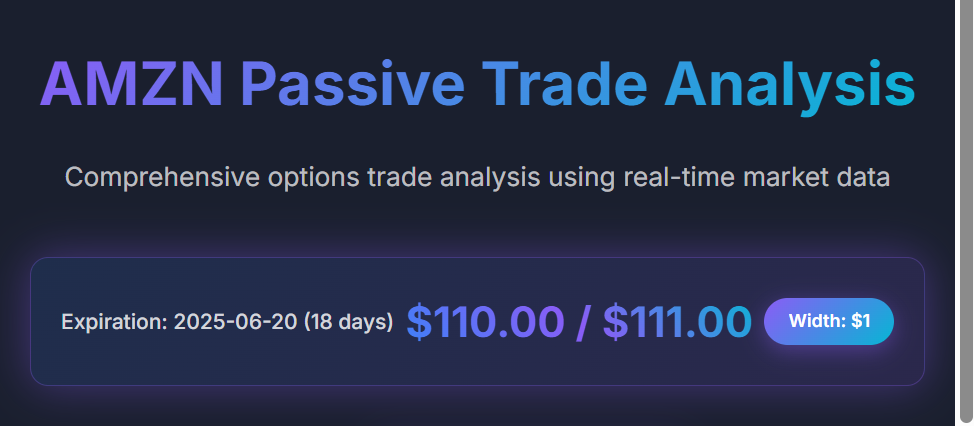 AMZN Passive Trade Analysis
Comprehensive options trade analysis using real-time market data
Expiration: 2025-06-20 (18 days) $110.00 / $111.00 Width: $1